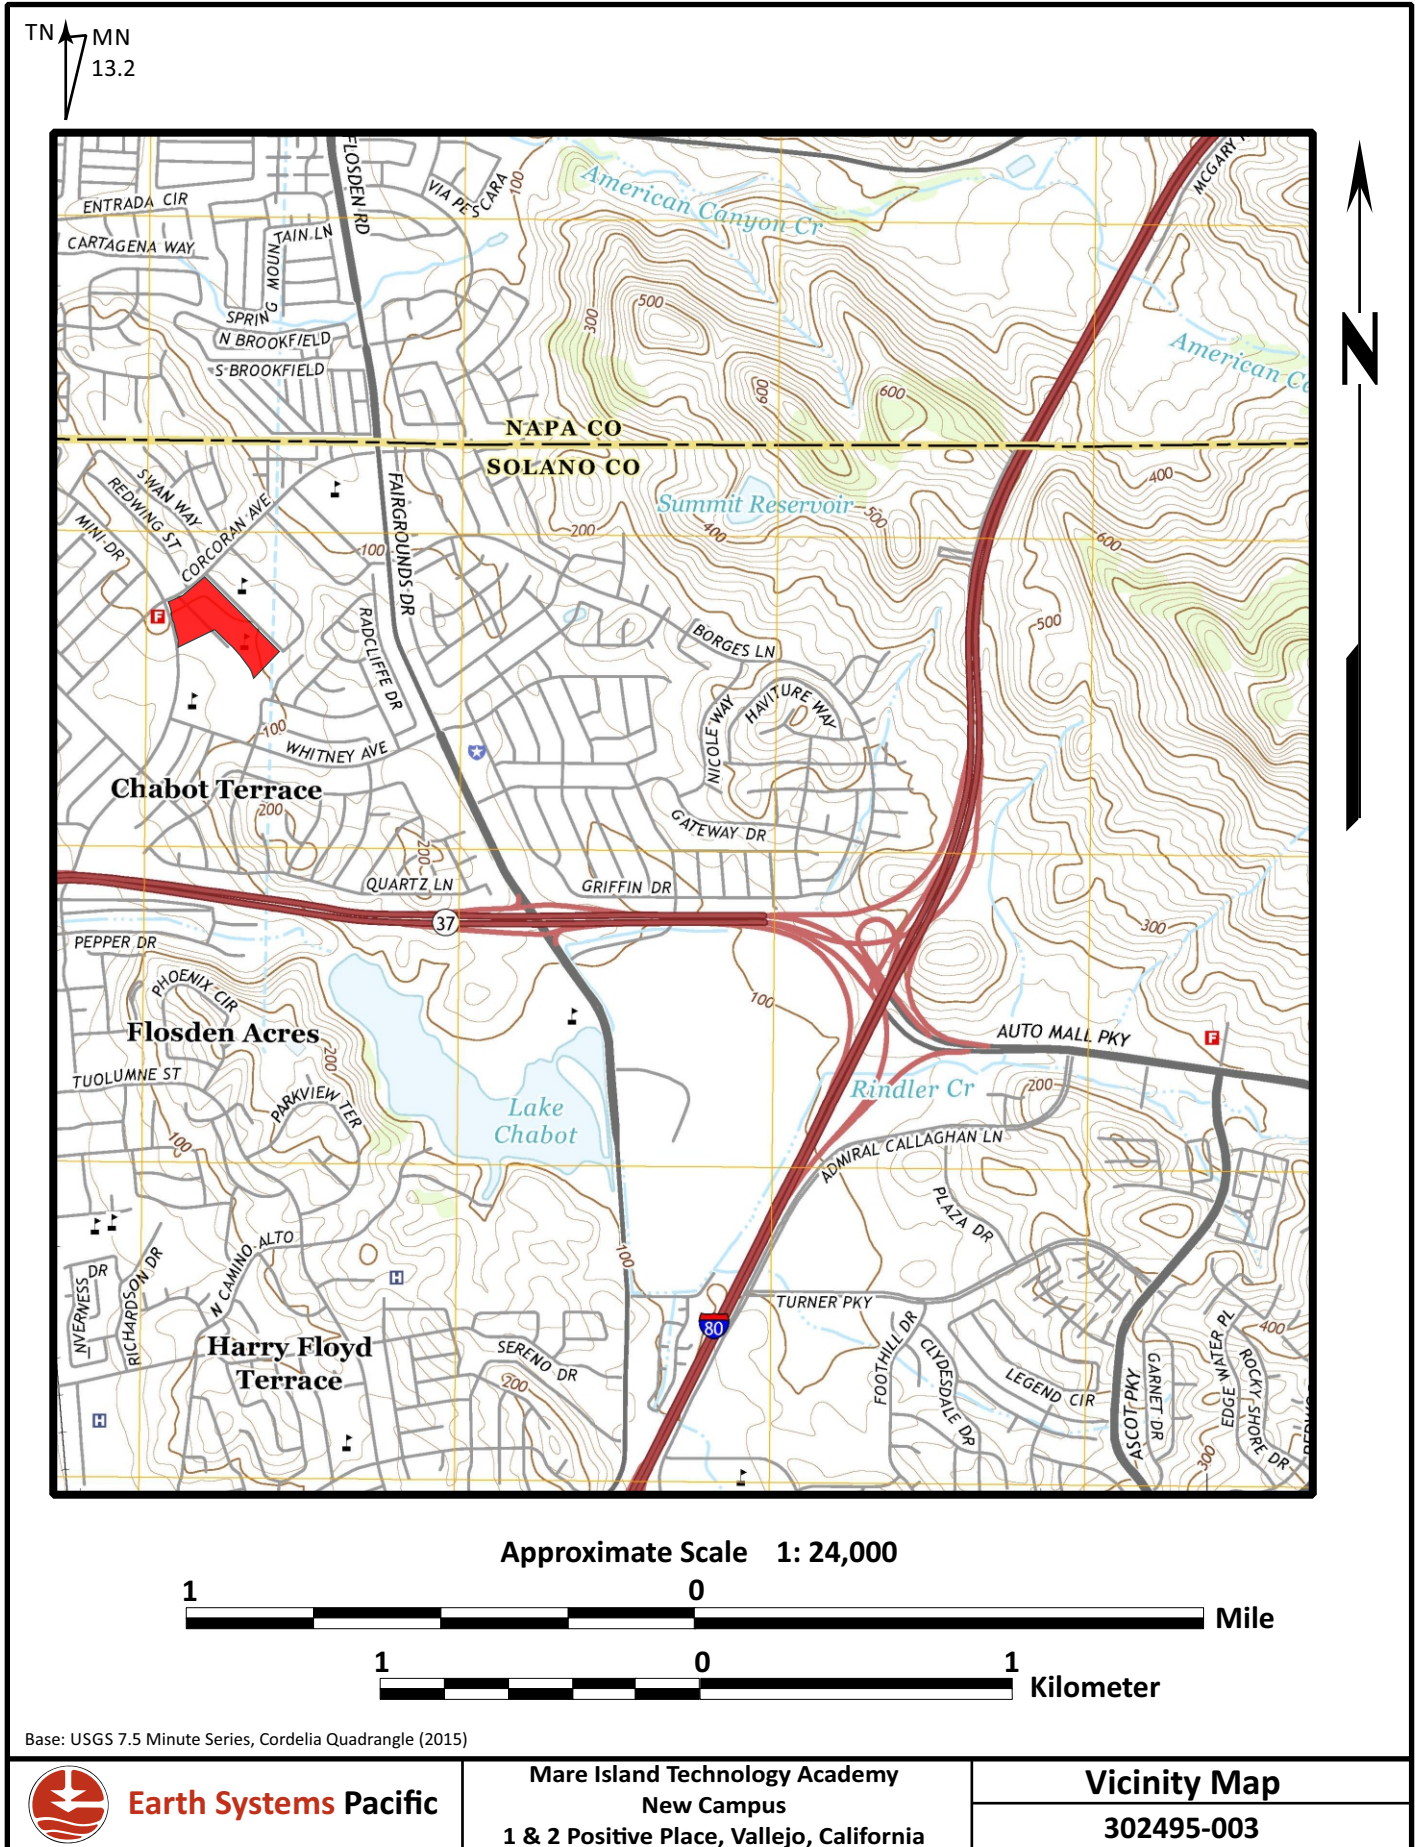 TN MN
13.2
FLOSDEN RD
VIA PESCARA
100
American Canyon Cr
MCGARY
ENTRADA CIR
CARTAGENA WAY
MOUN TAIN LN
SPRING
N BROOKFIELD
S BROOKFIELD
300
500
600
600
American Ca
N
NAPA CO
SOLANO CO
SWAN WAY
REDWING ST
MINI DR
CORCORAN AVE
FAIRGROUNDS DR
100
200
Summit Reservoir
400
500
400
600
500
F
RADCLIFFE DR
BORGES LN
NICOLE WAY
HAVITURE WAY
100
WHITNEY AVE
Chabot Terrace
200
200
GATEWAY DR
QUARTZ LN
GRIFFIN DR
37
300
PEPPER DR
PHOENIX CIR
Flosden Acres
200
100
AUTO MALL PKY
F
TUOLUMNE ST
PARKVIEW TER
100
Lake
Chabot
Rindler Cr
200
ADMIRAL CALLAGHAN LN
PLAZA DR
INVERNESS DR
RICHARDSON DR
N CAMINO ALTO
H
100
TURNER PKY
80
Harry Floyd
Terrace
SERENO DR
200
H
FOOTHILL DR
CLYDESDALE DR
LEGEND CIR
ASCOT PKY
GARNET DR
EDGE WATER PL
ROCKY SHORE DR
400
300
Approximate Scale 1: 24,000
1 0
Mile
1 0 1
Kilometer
Base: USGS 7.5 Minute Series, Cordelia Quadrangle (2015)
Earth Systems Pacific
Mare Island Technology Academy
New Campus
1 & 2 Positive Place, Vallejo, California
Vicinity Map
302495-003